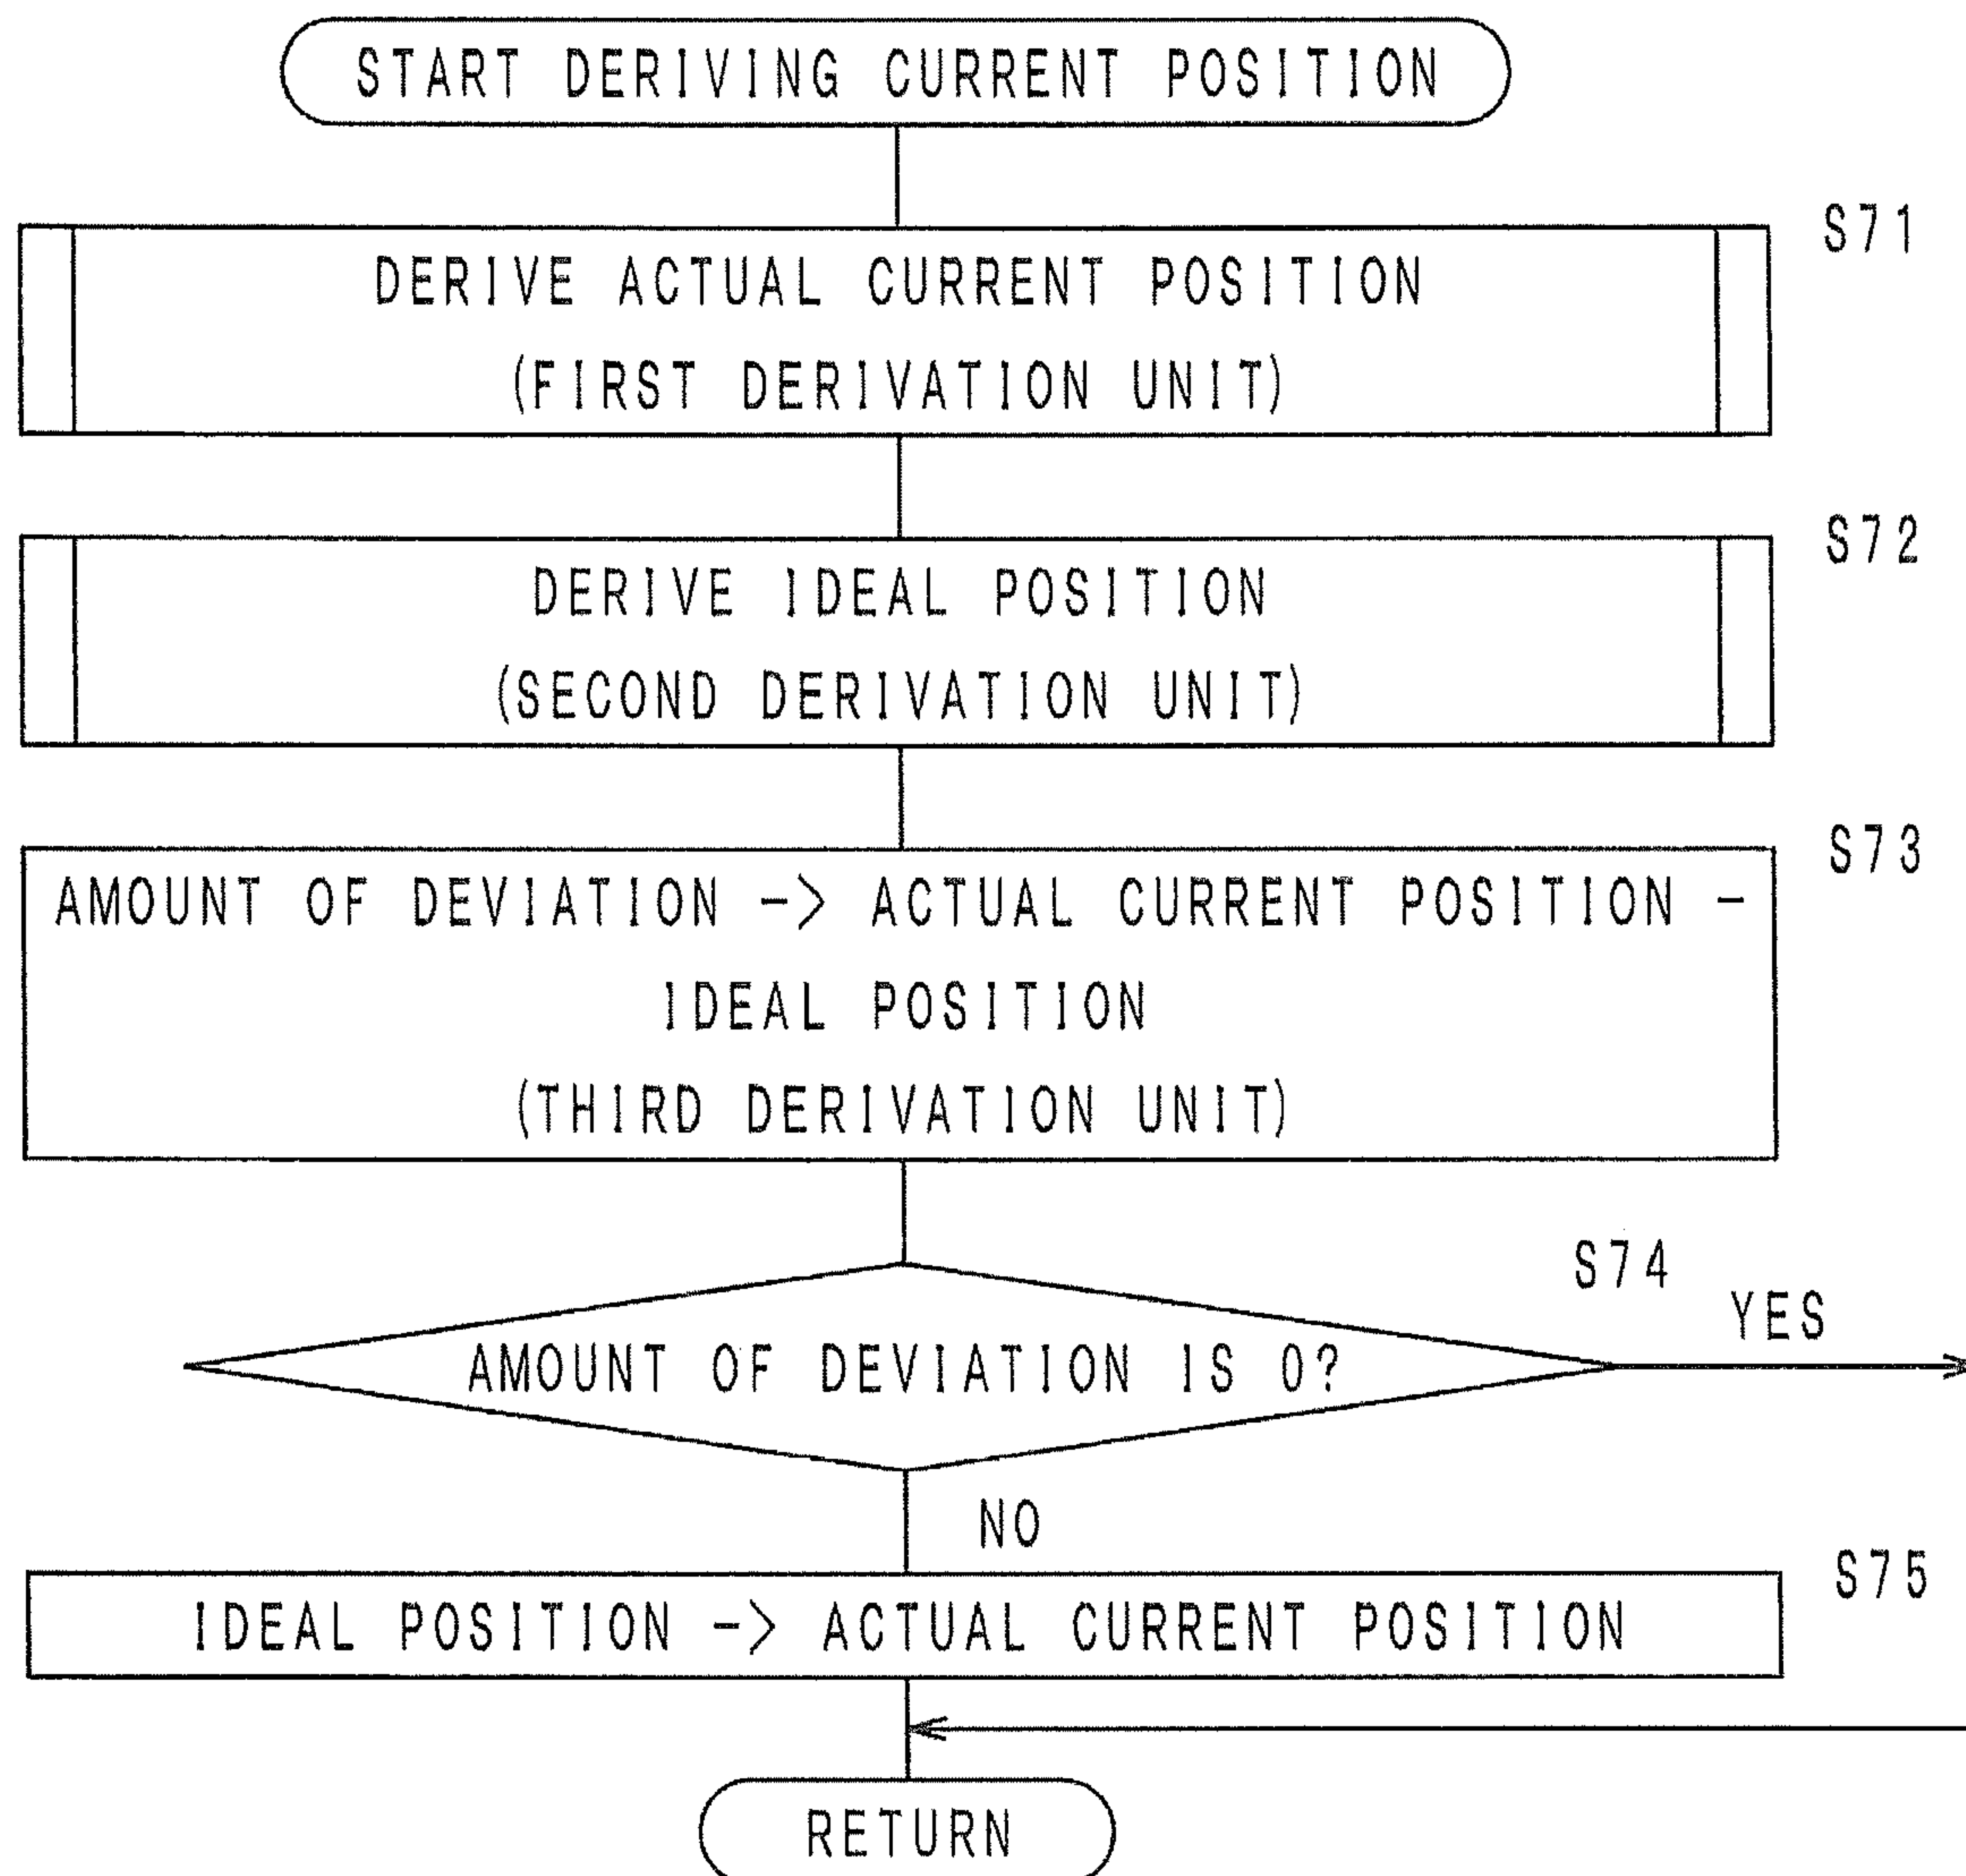 START DERIVING CURRENT POSITION
S71
DERIVE ACTUAL CURRENT POSITION
(FIRST DERIVATION UNIT)
S72
DERIVE IDEAL POSITION
(SECOND DERIVATION UNIT)
S73
AMOUNT OF DEVIATION -> ACTUAL CURRENT POSITION -
IDEAL POSITION
(THIRD DERIVATION UNIT)
S74
YES
AMOUNT OF DEVIATION IS 0?
NO
S75
IDEAL POSITION -> ACTUAL CURRENT POSITION
RETURN